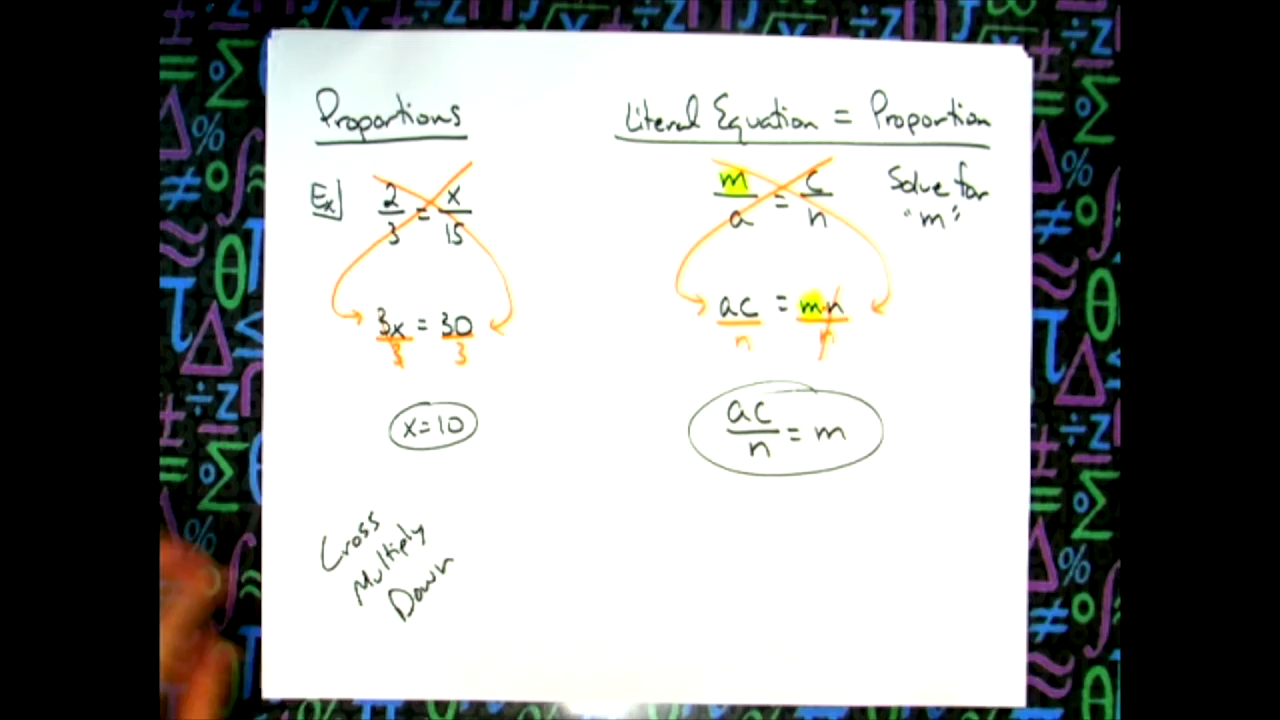 Proportions
Ex] 2/3 = x/15
3x/3 = 30/3
x=10
Cross
Multiply
Down
Literal Equation = Proportion
m/a = c/n
Solve for
"m"
ac/n = mn/n
ac/n = m